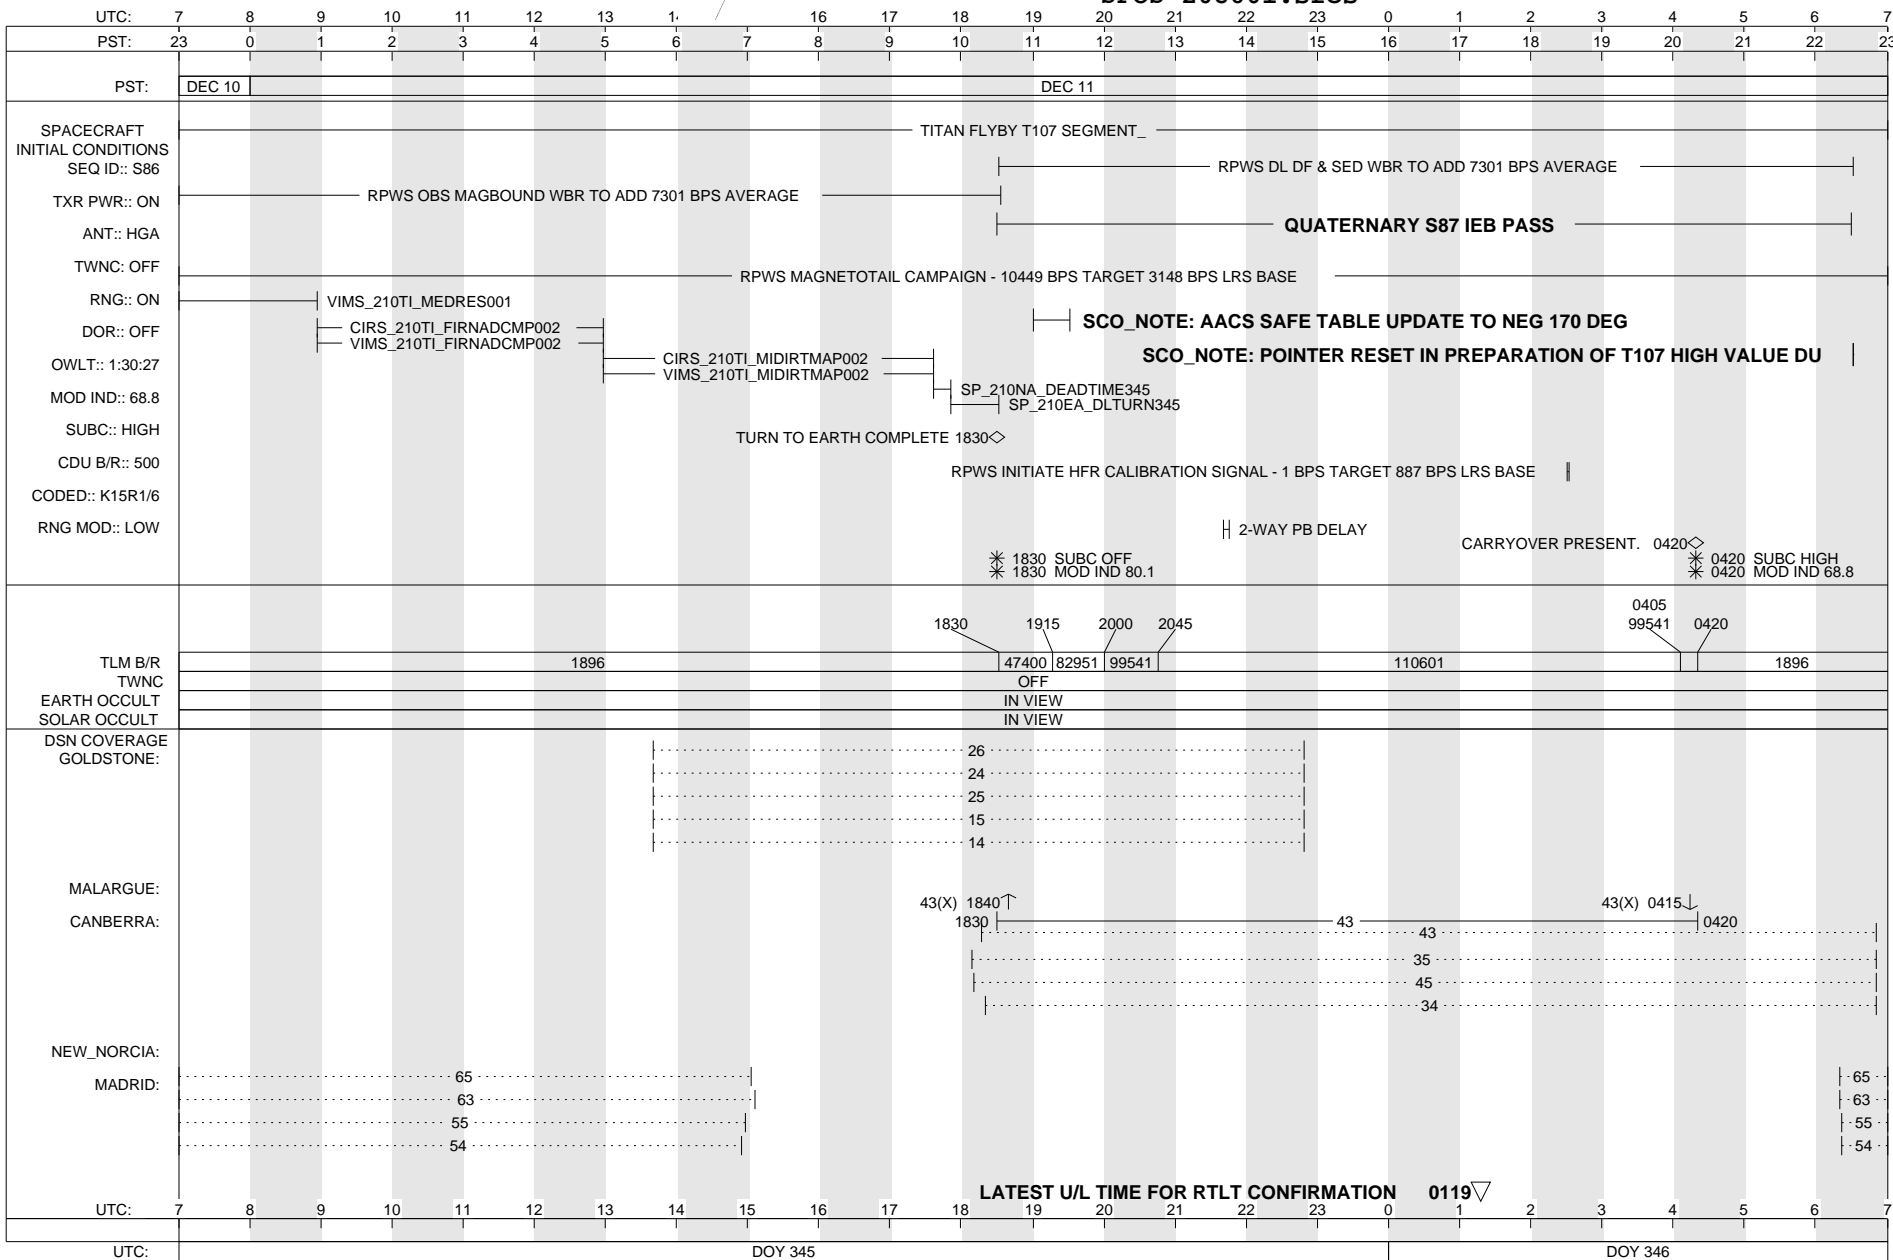 UTC: 7 8 9 10 11 12 13 16 17 18 19 20 21 22 23 0 1 2 3 4 5 6 7
PST: 23 0 1 2 3 4 5 6 7 8 9 10 11 12 13 14 15 16 17 18 19 20 21 22 23
PST: DEC 10 DEC 11
SPACECRAFT
INITIAL CONDITIONS
SEQ ID:: S86
TXR PWR:: ON
ANT:: HGA
TWNC: OFF
RNG:: ON
DOR:: OFF
OWLT:: 1:30:27
MOD IND:: 68.8
SUBC:: HIGH
CDU B/R:: 500
CODED:: K15R1/6
RNG MOD:: LOW
TITAN FLYBY T107 SEGMENT_
RPWS DL DF & SED WBR TO ADD 7301 BPS AVERAGE
RPWS OBS MAGBOUND WBR TO ADD 7301 BPS AVERAGE
QUATERNARY S87 IEB PASS
RPWS MAGNETOTAIL CAMPAIGN - 10449 BPS TARGET 3148 BPS LRS BASE
VIMS_210TI_MEDRES001
CIRS_210TI_FIRNADCMP002
SCO_NOTE: AACS SAFE TABLE UPDATE TO NEG 170 DEG
VIMS_210TI_FIRNADCMP002
CIRS_210TI_MIDIRTMAP002
SCO_NOTE: POINTER RESET IN PREPARATION OF T107 HIGH VALUE DU
VIMS_210TI_MIDIRTMAP002
SP_210NA_DEADTIME345
SP_210EA_DLTURN345
TURN TO EARTH COMPLETE 1830
RPWS INITIATE HFR CALIBRATION SIGNAL - 1 BPS TARGET 887 BPS LRS BASE
2-WAY PB DELAY
CARRYOVER PRESENT. 0420
1830 SUBC OFF 0420 SUBC HIGH
1830 MOD IND 80.1 0420 MOD IND 68.8
0405
1830 1915 2000 2045 99541 0420
TLM B/R 1896 47400 82951 99541 110601 1896
TWNC OFF
EARTH OCCULT IN VIEW
SOLAR OCCULT IN VIEW
DSN COVERAGE
GOLDSTONE:
26
24
25
15
14
MALARGUE:
43(X) 1840 43(X) 0415
CANBERRA: 1830 43 0420
43
35
45
34
NEW_NORCIA:
MADRID:
65 65
63 63
55 55
54 54
LATEST U/L TIME FOR RTLT CONFIRMATION 0119
UTC: 7 8 9 10 11 12 13 14 15 16 17 18 19 20 21 22 23 0 1 2 3 4 5 6 7
UTC: DOY 345 DOY 346